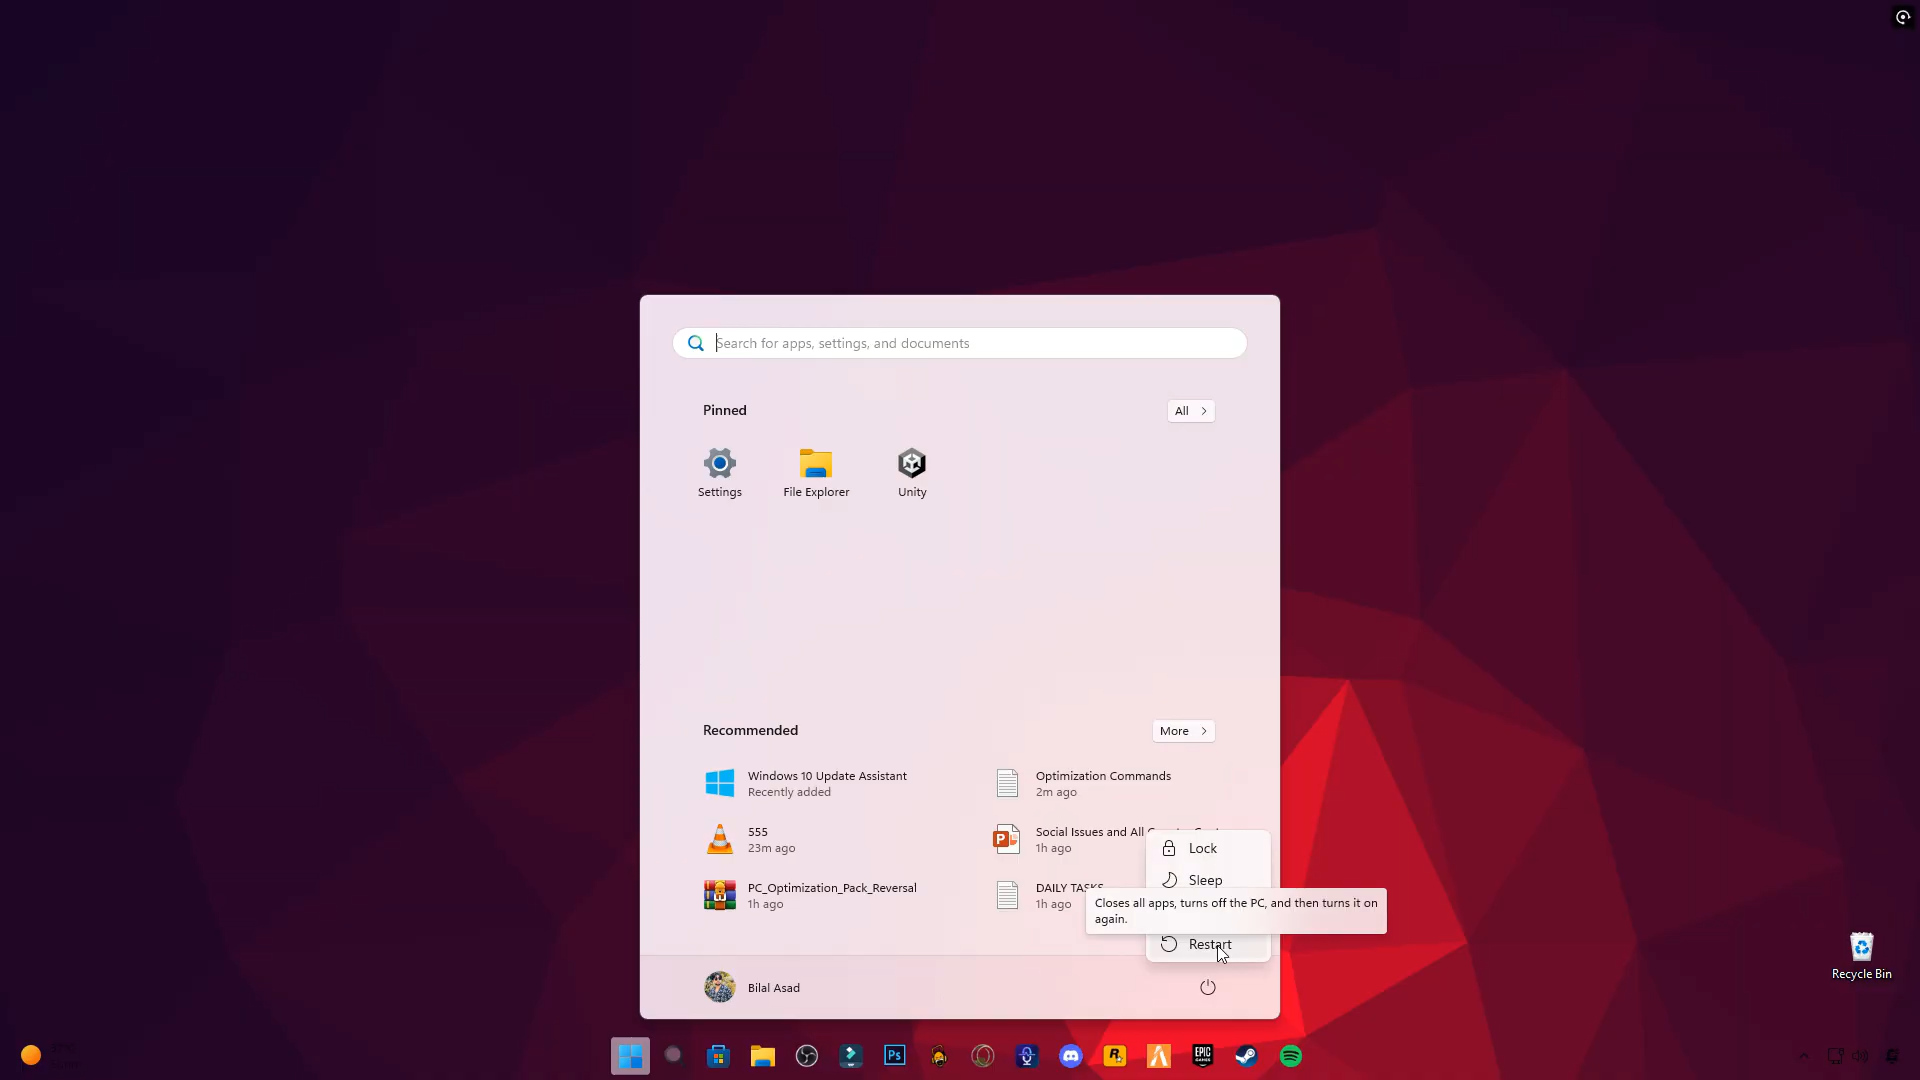 Search for apps, settings, and documents
Pinned
All
Settings
File Explorer
Unity
Recommended
More
Windows 10 Update Assistant
Recently added
Optimization Commands
2m ago
555
23m ago
Social Issues and All
1h ago
PC_Optimization_Pack_Reversal
1h ago
DAILY TASKS
1h ago
Lock
Sleep
Closes all apps, turns off the PC, and then turns it on
again.
Restart
Bilal Asad
Recycle Bin
Ps
R
EPIC
GAMES